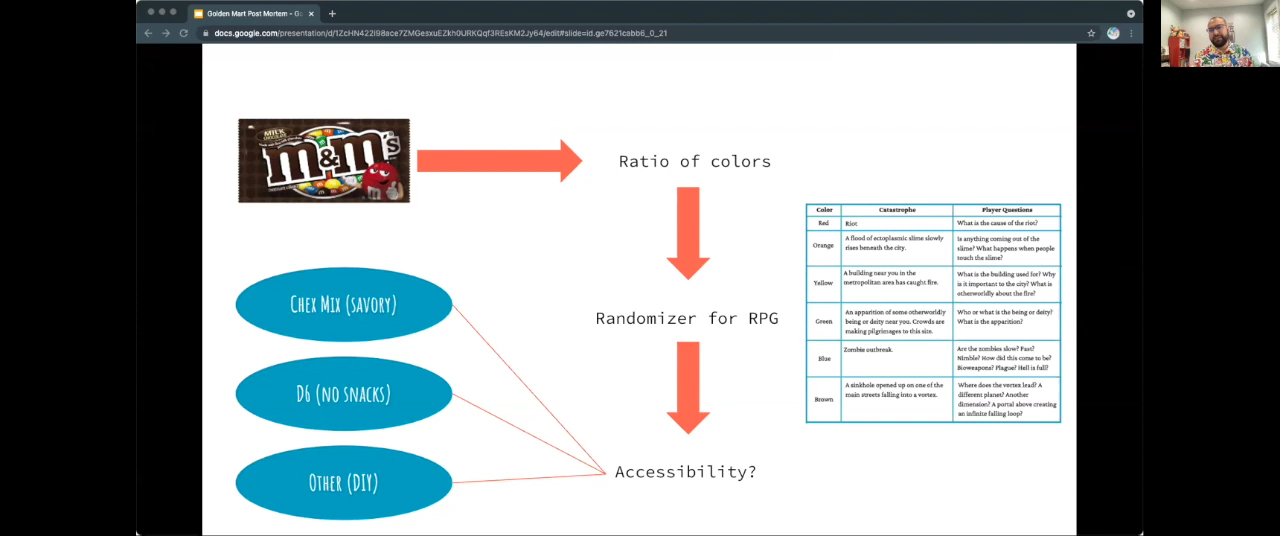 Golden Mart Post Mortem - Go
docs.google.com/presentation/d/1ZcHN422i98ace7ZMGesxuEZkh0URKQqf3REsKM2Jy64/edit#slide=id.ge7621cabb6_0_21
MILK
CHOCOLATE
m&m's
Ratio of colors
Randomizer for RPG
Accessibility?
Chex Mix (savory)
D6 (no snacks)
Other (DIY)
Color Catastrophe Player Questions
Red Riot What is the cause of the riot?
Orange
A flood of ectoplasmic slime slowly
rises beneath the city.
Is anything coming out of the
slime? What happens when people
touch the slime?
Yellow
A building near you in the
metropolitan area has caught fire.
What is the building used for? Why
is it important to the city? What is
otherworldly about the fire?
Green
An apparition of some otherworldly
being or deity near you. Crowds are
making pilgrimages to this site.
Who or what is the being or deity?
What is the apparition?
Blue
Zombie outbreak.
Are the zombies slow? Fast?
Nimble? How did this come to be?
Bioweapons? Plague? Hell is full?
Brown
A sinkhole opened up on one of the
main streets falling into a vortex.
Where does the vortex lead? A
different planet? Another
dimension? A portal above creating
an infinite falling loop?